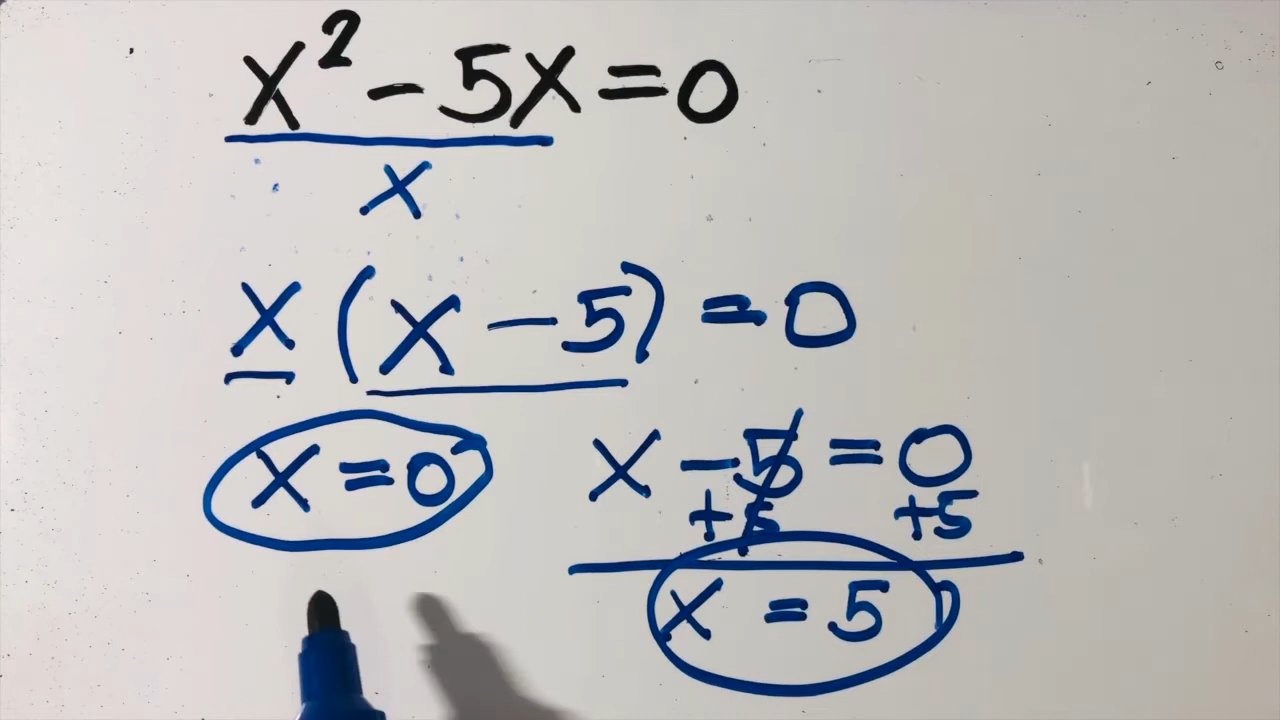 x² - 5x = 0
x
x (x - 5) = 0
x = 0
x - 5 = 0
+5 +5
x = 5